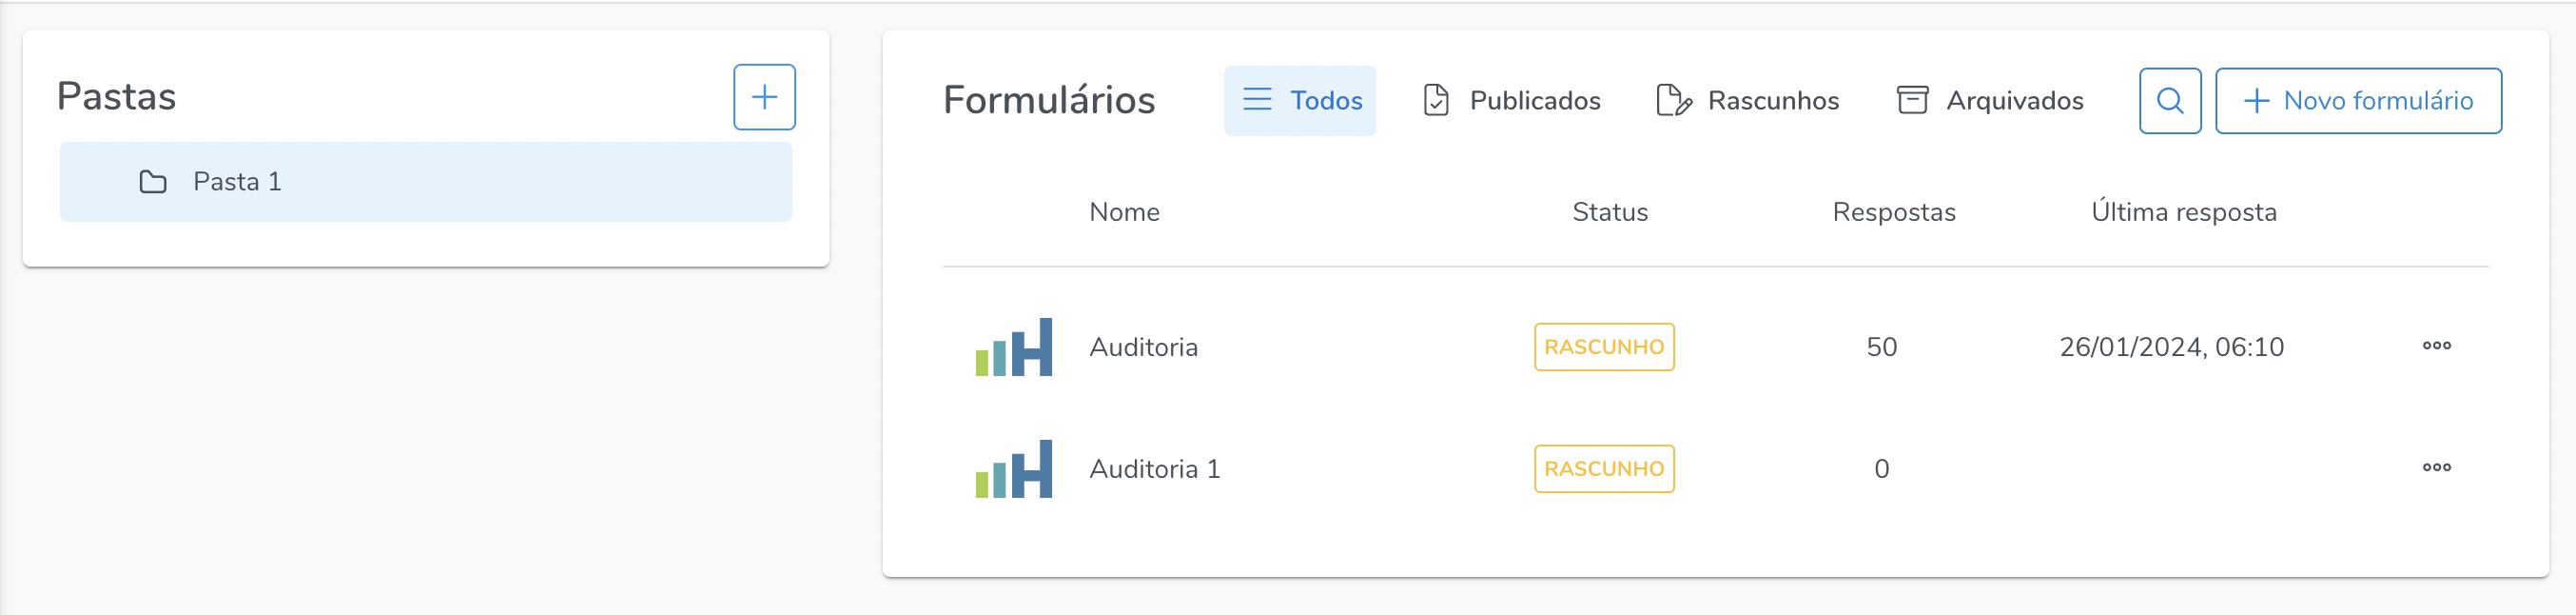 Pastas
Pasta 1
Formulários
Todos
Publicados
Rascunhos
Arquivados
Novo formulário
Nome Status Respostas Última resposta
Auditoria RASCUNHO 50 26/01/2024, 06:10
Auditoria 1 RASCUNHO 0